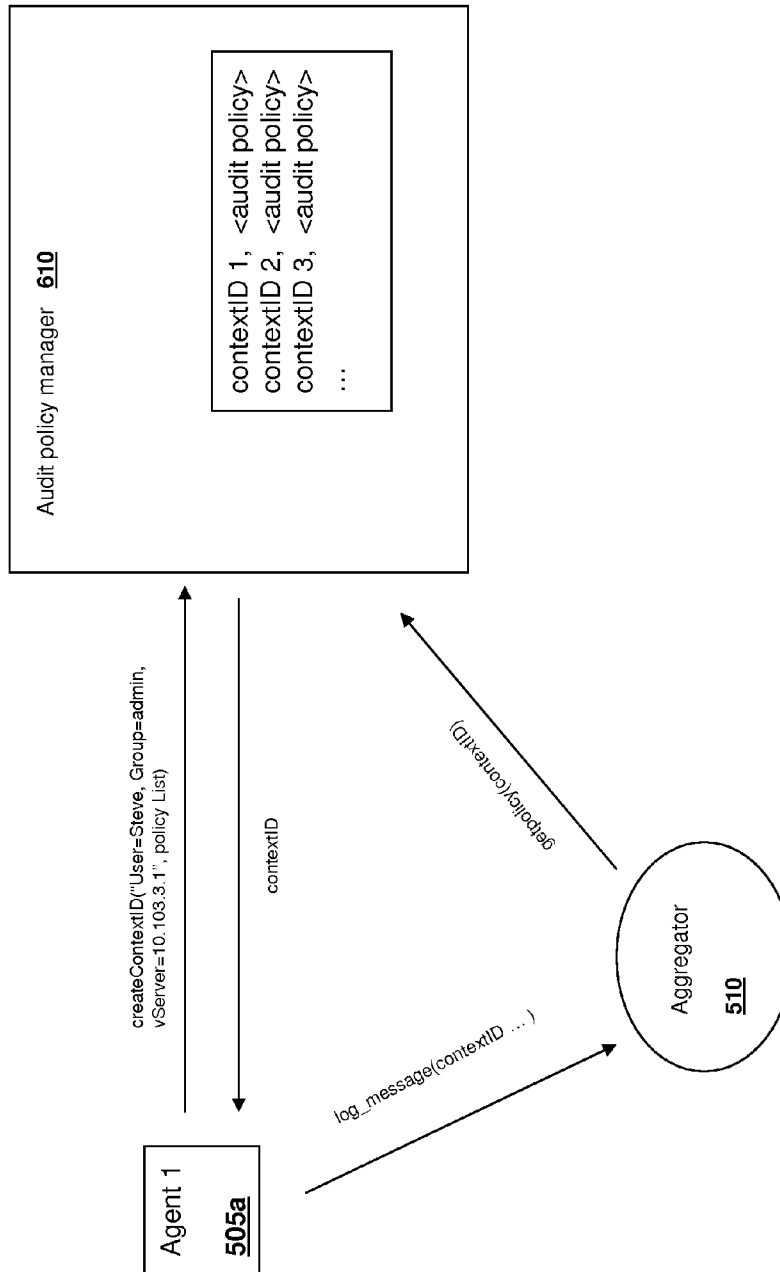 Agent 1
505a
createContextID("User=Steve, Group=admin,
vServer=10.103.3.1", policy List)
contextID
log_message(contextID ... )
Aggregator
510
getpolicy(contextID)
Audit policy manager 610
contextID 1, <audit policy>
contextID 2, <audit policy>
contextID 3, <audit policy>
...